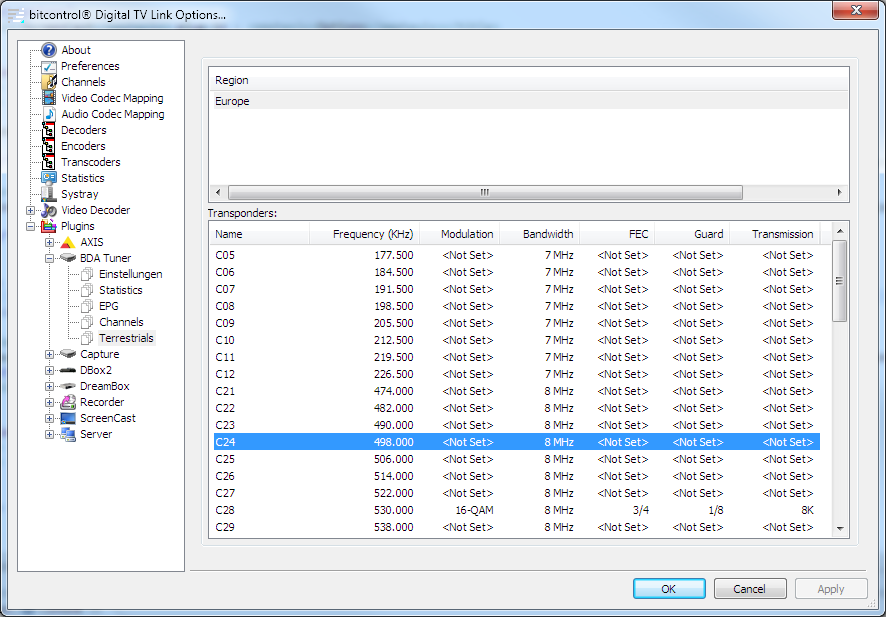 bitcontrol® Digital TV Link Options...
About
Preferences
Channels
Video Codec Mapping
Audio Codec Mapping
Decoders
Encoders
Transcoders
Statistics
Systray
Video Decoder
Plugins
AXIS
BDA Tuner
Einstellungen
Statistics
EPG
Channels
Terrestrials
Capture
DBox2
DreamBox
Recorder
ScreenCast
Server
Region
Europe
Transponders:
Name Frequency (KHz) Modulation Bandwidth FEC Guard Transmission
C05 177.500 <Not Set> 7 MHz <Not Set> <Not Set> <Not Set>
C06 184.500 <Not Set> 7 MHz <Not Set> <Not Set> <Not Set>
C07 191.500 <Not Set> 7 MHz <Not Set> <Not Set> <Not Set>
C08 198.500 <Not Set> 7 MHz <Not Set> <Not Set> <Not Set>
C09 205.500 <Not Set> 7 MHz <Not Set> <Not Set> <Not Set>
C10 212.500 <Not Set> 7 MHz <Not Set> <Not Set> <Not Set>
C11 219.500 <Not Set> 7 MHz <Not Set> <Not Set> <Not Set>
C12 226.500 <Not Set> 7 MHz <Not Set> <Not Set> <Not Set>
C21 474.000 <Not Set> 8 MHz <Not Set> <Not Set> <Not Set>
C22 482.000 <Not Set> 8 MHz <Not Set> <Not Set> <Not Set>
C23 490.000 <Not Set> 8 MHz <Not Set> <Not Set> <Not Set>
C24 498.000 <Not Set> 8 MHz <Not Set> <Not Set> <Not Set>
C25 506.000 <Not Set> 8 MHz <Not Set> <Not Set> <Not Set>
C26 514.000 <Not Set> 8 MHz <Not Set> <Not Set> <Not Set>
C27 522.000 <Not Set> 8 MHz <Not Set> <Not Set> <Not Set>
C28 530.000 16-QAM 8 MHz 3/4 1/8 8K
C29 538.000 <Not Set> 8 MHz <Not Set> <Not Set> <Not Set>
OK Cancel Apply